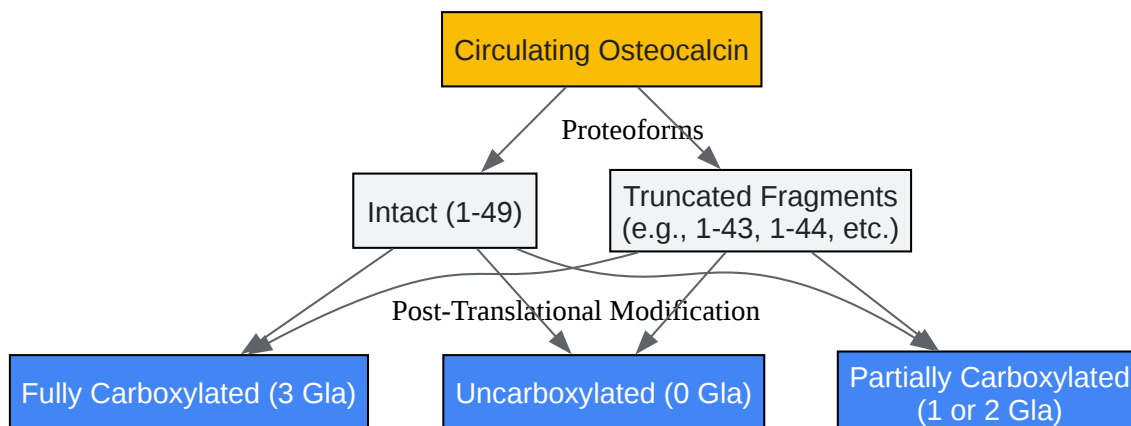 Circulating Osteocalcin
Proteoforms
Intact (1-49)
Truncated Fragments
(e.g., 1-43, 1-44, etc.)
Post-Translational Modification
Fully Carboxylated (3 Gla)
Uncarboxylated (0 Gla)
Partially Carboxylated
(1 or 2 Gla)